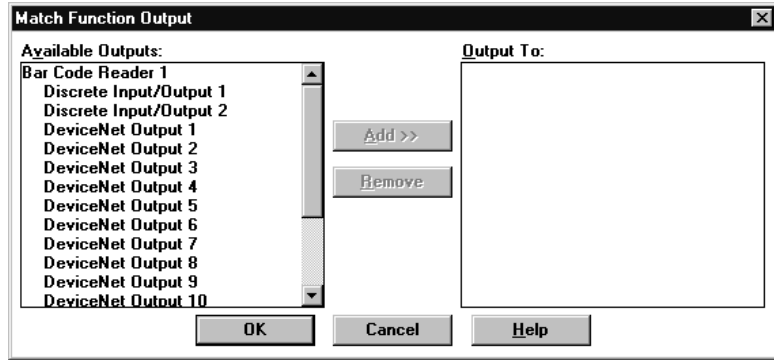 Match Function Output
Available Outputs:
Output To:
Bar Code Reader 1
Discrete Input/Output 1
Discrete Input/Output 2
DeviceNet Output 1
DeviceNet Output 2
DeviceNet Output 3
DeviceNet Output 4
DeviceNet Output 5
DeviceNet Output 6
DeviceNet Output 7
DeviceNet Output 8
DeviceNet Output 9
DeviceNet Output 10
Add >>
Remove
OK
Cancel
Help